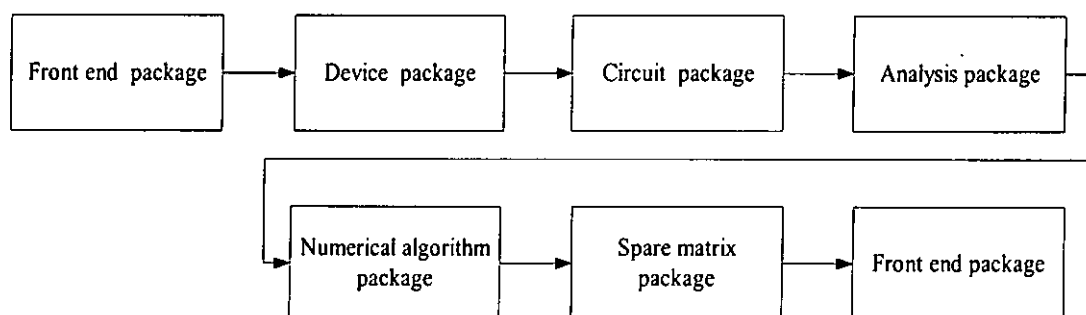 Front end package
Device package
Circuit package
Analysis package
Numerical algorithm
package
Spare matrix
package
Front end package